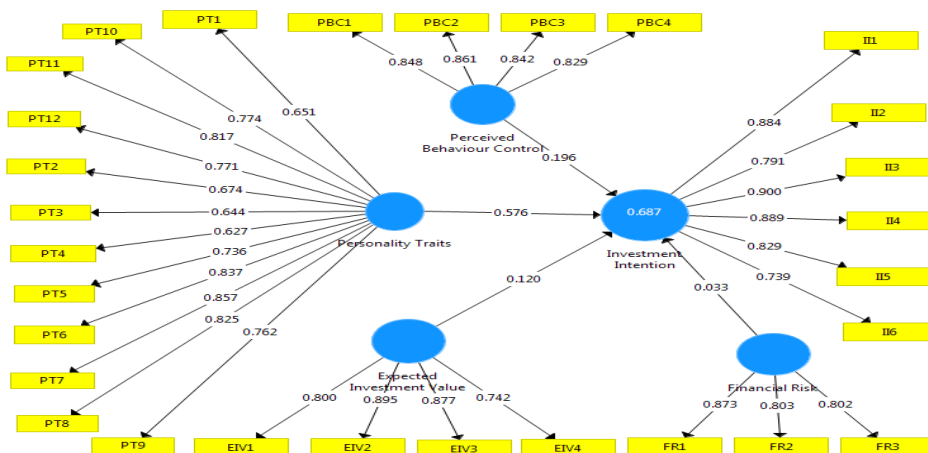 PT1
PBC1
PBC2
PBC3
PBC4
PT10
II1
PT11
0.848
0.861
0.842
0.829
PT12
0.774
0.651
0.817
Perceived
Behaviour Control
0.884
II2
PT2
0.771
0.196
0.791
II3
0.674
0.900
PT3
0.644
0.576
0.687
0.889
II4
PT4
0.627
Personality Traits
0.736
Investment
Intention
0.829
PT5
0.837
0.120
0.033
0.739
II5
0.857
PT6
0.825
0.762
II6
PT7
Expected
Investment Value
Financial Risk
0.800
0.895
0.877
0.742
0.873
0.803
0.802
PT8
PT9
EIV1
EIV2
EIV3
EIV4
FR1
FR2
FR3